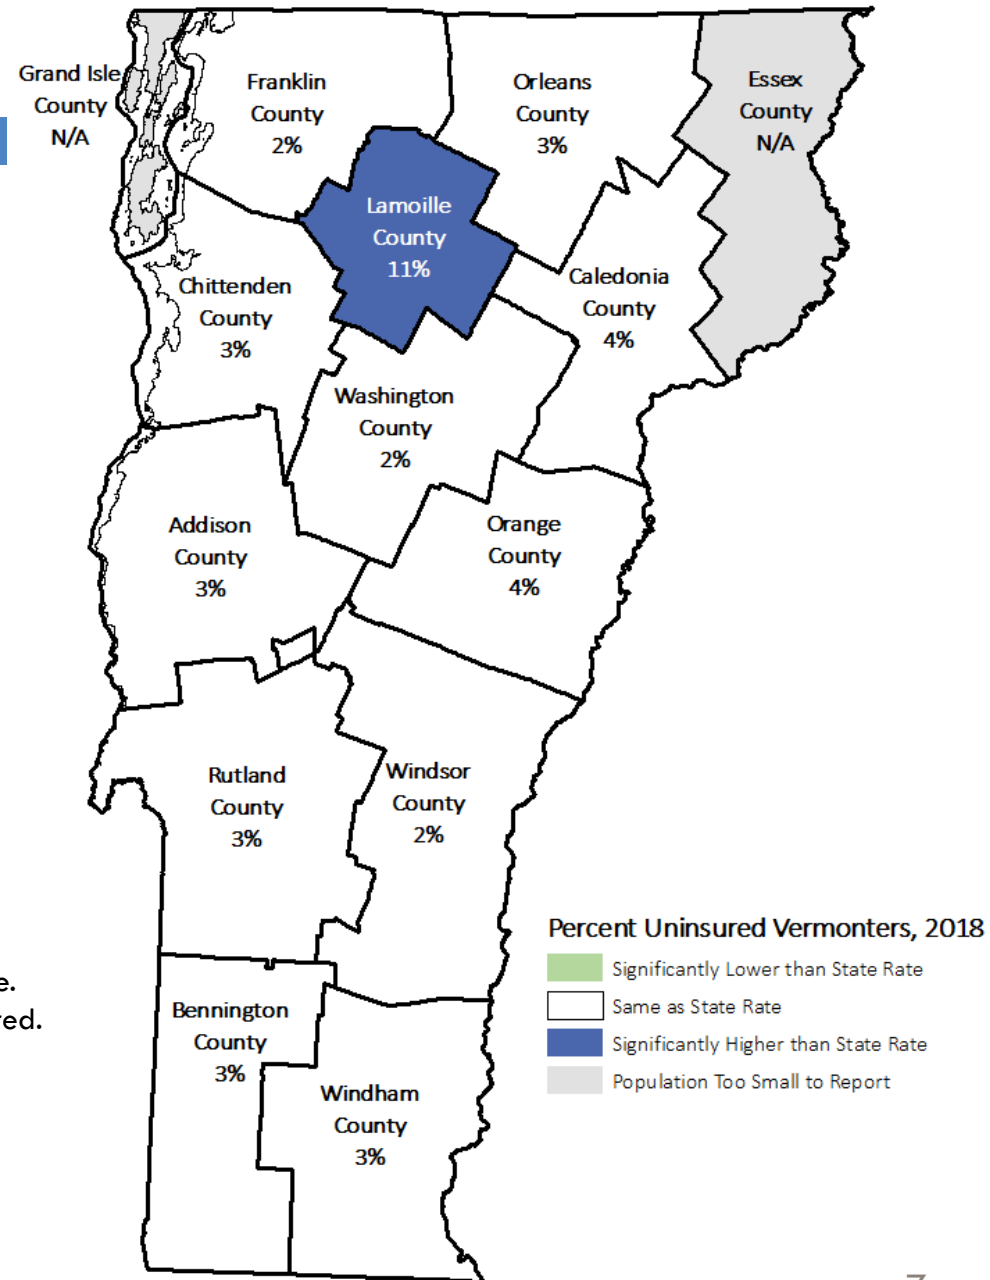 Grand Isle
County
N/A
Franklin
County
2%
Orleans
County
3%
Essex
County
N/A
Lamoille
County
11%
Chittenden
County
3%
Caledonia
County
4%
Washington
County
2%
Addison
County
3%
Orange
County
4%
Rutland
County
3%
Windsor
County
2%
Bennington
County
3%
Windham
County
3%
Percent Uninsured Vermonters, 2018
Significantly Lower than State Rate
Same as State Rate
Significantly Higher than State Rate
Population Too Small to Report